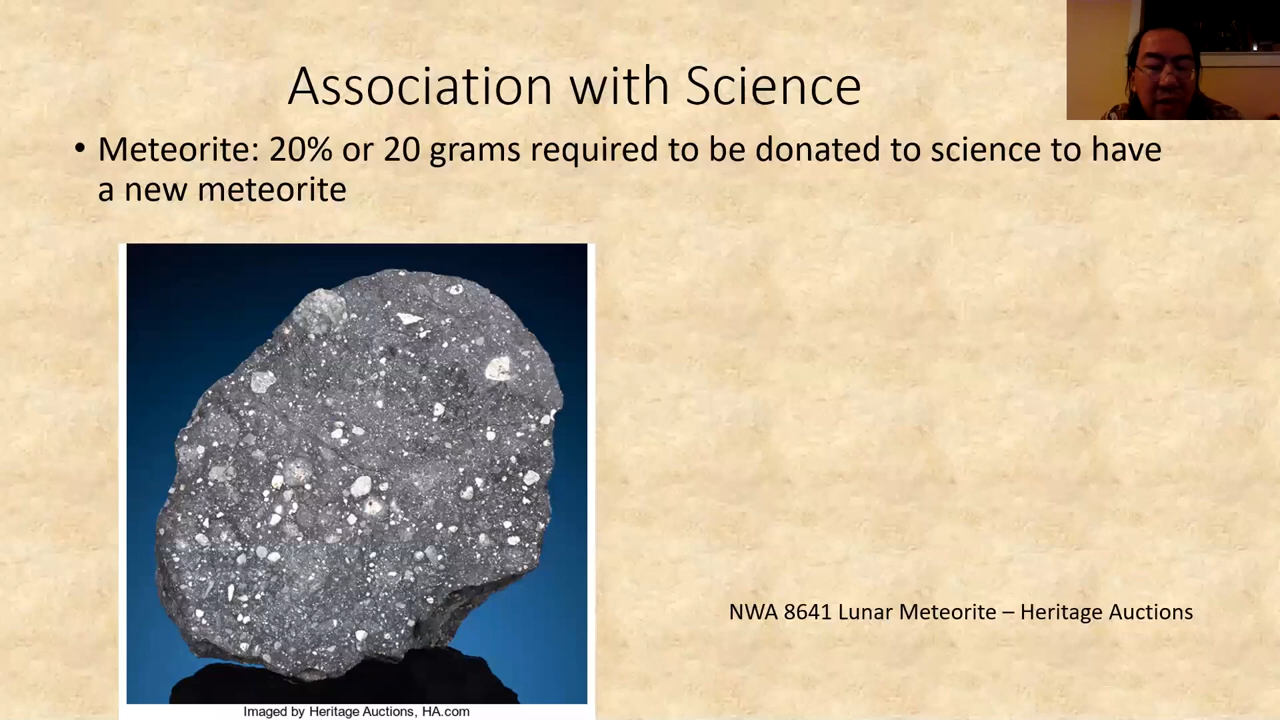 Association with Science
• Meteorite: 20% or 20 grams required to be donated to science to have
a new meteorite
NWA 8641 Lunar Meteorite – Heritage Auctions
Imaged by Heritage Auctions, HA.com